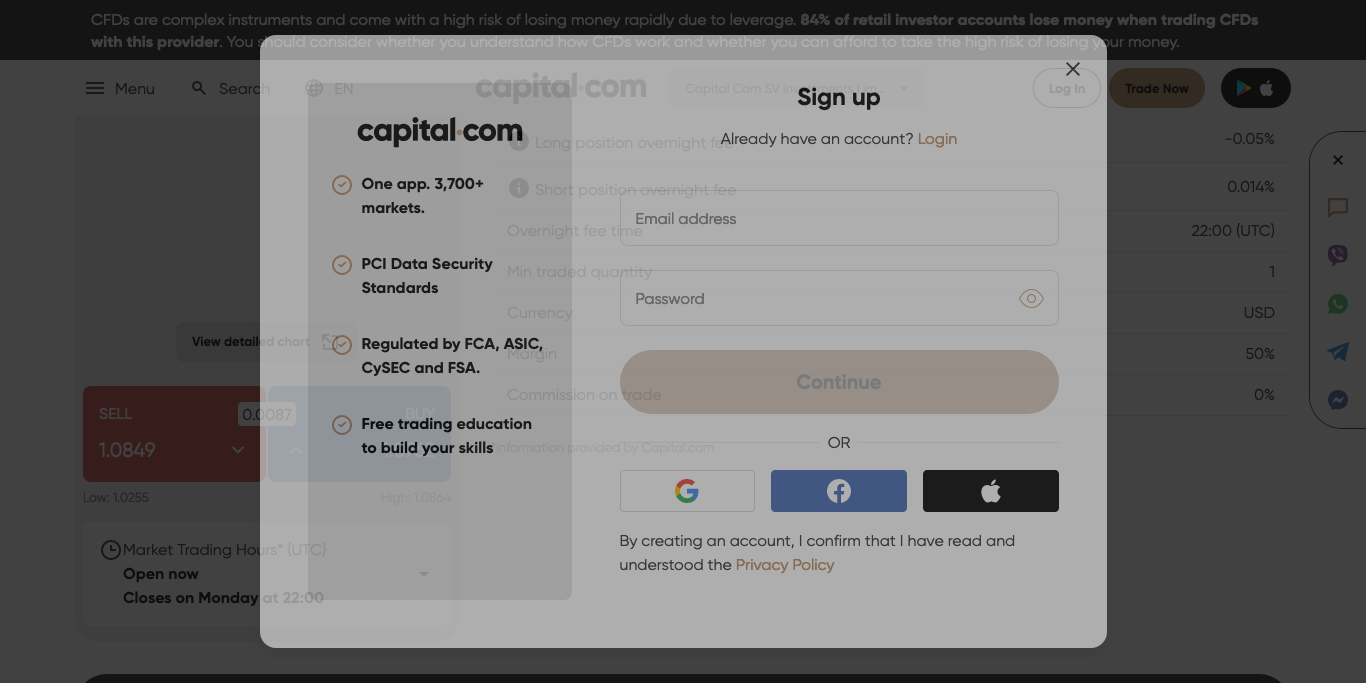 CFDs are complex instruments and come with a high risk of losing money rapidly due to leverage. 84% of retail investor accounts lose money when trading CFDs
with this provider. You should consider whether you understand how CFDs work and whether you can afford to take the high risk of losing your money.
Menu
Search
EN
capital.com
Capital Com SV Investments Lim...
Log In
Trade Now
Long position overnight fee
-0.05%
Short position overnight fee
0.014%
Overnight fee time
22:00 (UTC)
Min traded quantity
1
Currency
USD
Margin
50%
Commission on trade
0%
*Information provided by Capital.com
View detailed chart
SELL
1.0849
0.0087
BUY
Low: 1.0255
High: 1.0864
Market Trading Hours* (UTC)
Open now
Closes on Monday at 22:00
capital.com
One app. 3,700+
markets.
PCI Data Security
Standards
Regulated by FCA, ASIC,
CySEC and FSA.
Free trading education
to build your skills
Sign up
Already have an account? Login
Email address
Password
Continue
OR
By creating an account, I confirm that I have read and
understood the Privacy Policy